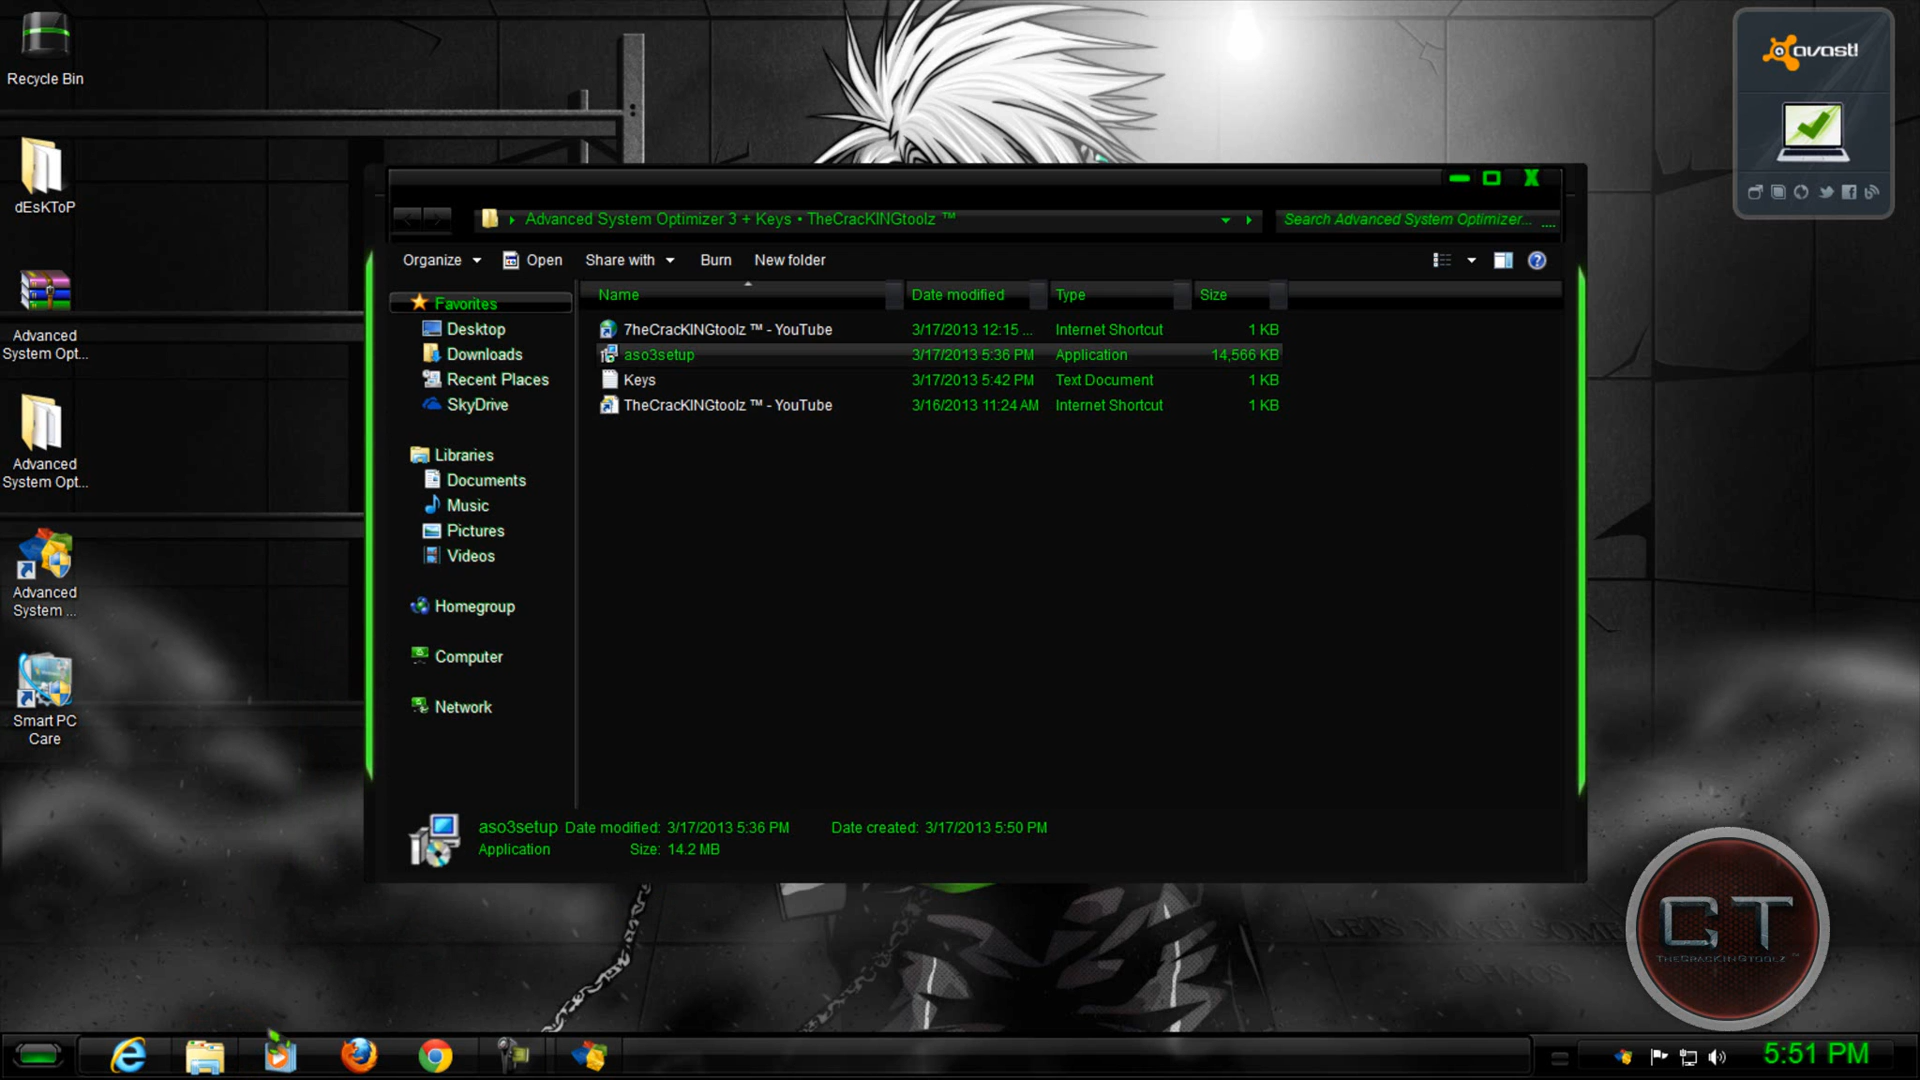 Recycle Bin
dEsKToP
Advanced
System Opt...
Advanced
System Opt...
Advanced
System ...
Smart PC
Care
avast!
Advanced System Optimizer 3 + Keys • TheCracKINGtoolz ™
Search Advanced System Optimizer...
Organize
Open
Share with
Burn
New folder
Name
Date modified
Type
Size
Favorites
Desktop
Downloads
Recent Places
SkyDrive
Libraries
Documents
Music
Pictures
Videos
Homegroup
Computer
Network
7heCracKINGtoolz ™ - YouTube 3/17/2013 12:15 ... Internet Shortcut 1 KB
aso3setup 3/17/2013 5:36 PM Application 14,566 KB
Keys 3/17/2013 5:42 PM Text Document 1 KB
TheCracKINGtoolz ™ - YouTube 3/16/2013 11:24 AM Internet Shortcut 1 KB
aso3setup Date modified: 3/17/2013 5:36 PM Date created: 3/17/2013 5:50 PM
Application Size: 14.2 MB
LETS MAKE SOME
CHAOS
CT
TheCracKINGtoolz ™
5:51 PM